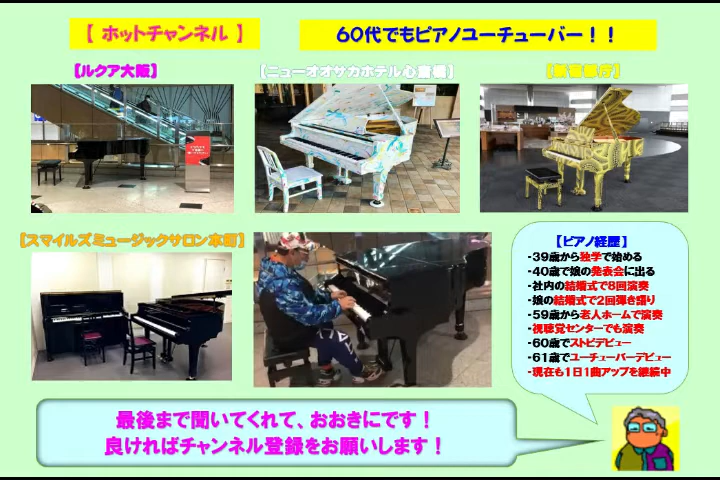 【 ホットチャンネル 】
60代でもピアノユーチューバー！！
【ルクア大阪】
【ニューオオサカホテル心斎橋】
【新宿都庁】
【スマイルズミュージックサロン本町】
【ピアノ経歴】
・39歳から独学で始める
・40歳で娘の発表会に出る
・社内の結婚式で8回演奏
・娘の結婚式で2回弾き語り
・59歳から老人ホームで演奏
・視聴覚センターでも演奏
・60歳でストピデビュー
・61歳でユーチューバーデビュー
・現在も1日1曲アップを継続中
最後まで聞いてくれて、おおきにです！
良ければチャンネル登録をお願いします！